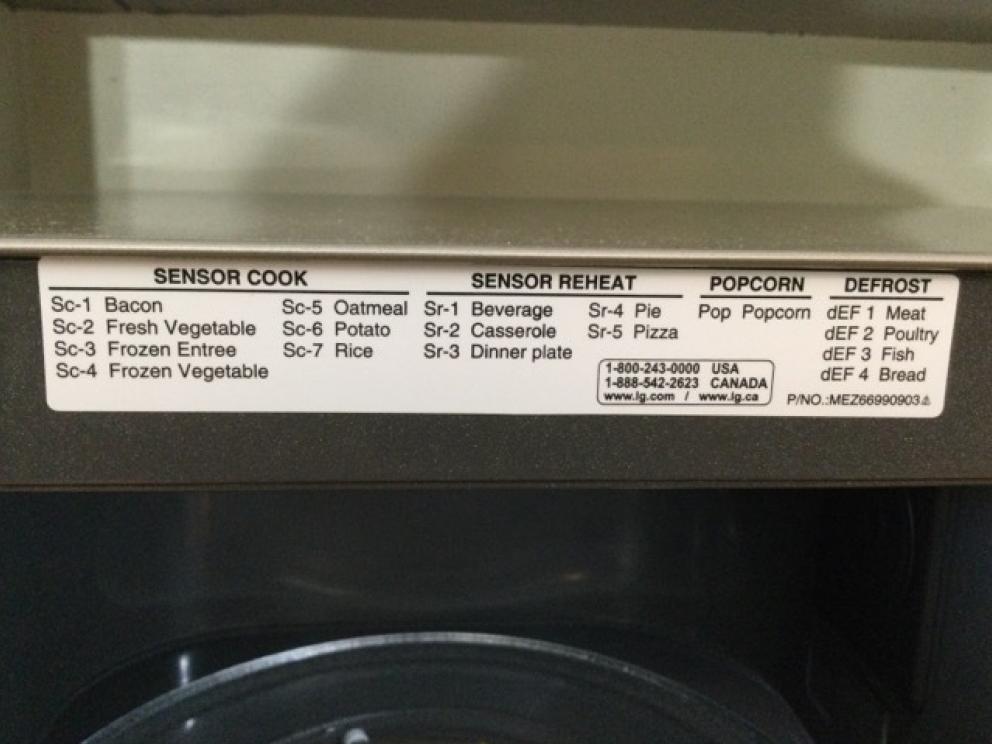 SENSOR COOK
Sc-1 Bacon
Sc-2 Fresh Vegetable
Sc-3 Frozen Entree
Sc-4 Frozen Vegetable
Sc-5 Oatmeal
Sc-6 Potato
Sc-7 Rice
SENSOR REHEAT
Sr-1 Beverage
Sr-2 Casserole
Sr-3 Dinner plate
Sr-4 Pie
Sr-5 Pizza
POPCORN
Pop Popcorn
DEFROST
dEF 1 Meat
dEF 2 Poultry
dEF 3 Fish
dEF 4 Bread
1-800-243-0000 USA
1-888-542-2623 CANADA
www.lg.com / www.lg.ca
P/NO.:MEZ66990903